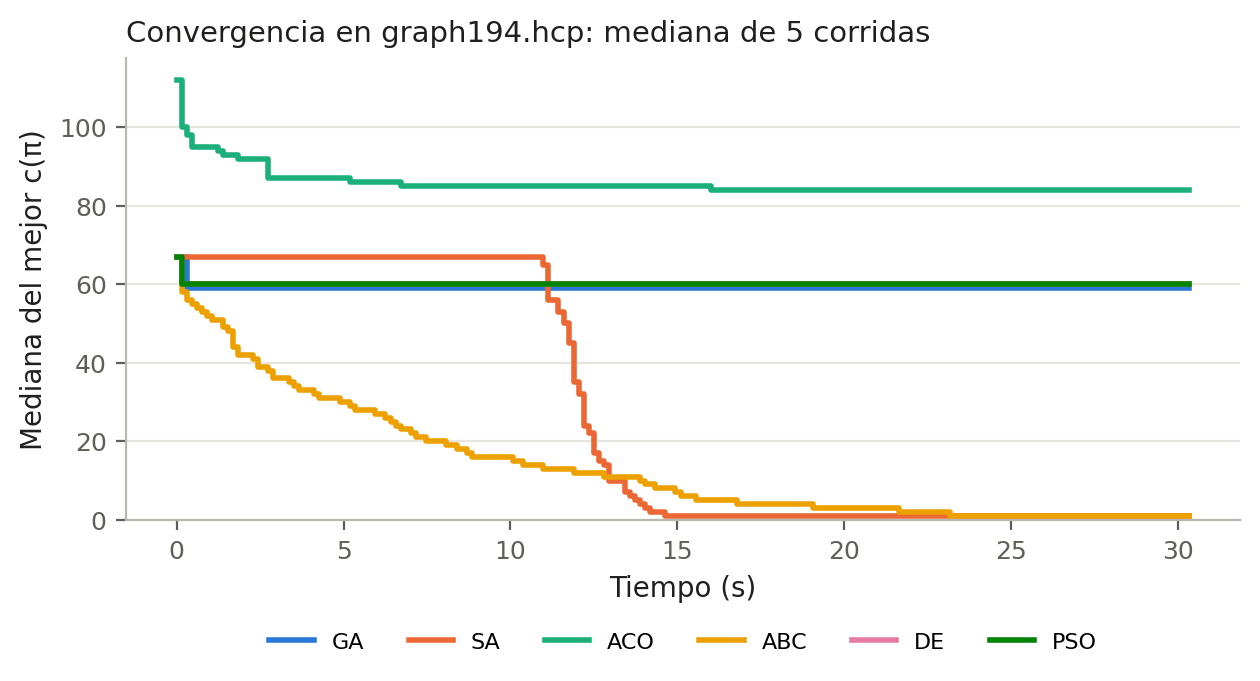 Convergencia en graph194.hcp: mediana de 5 corridas
Mediana del mejor c(π)
100
80
60
40
20
0
0 5 10 15 20 25 30
Tiempo (s)
GA SA ACO ABC DE PSO